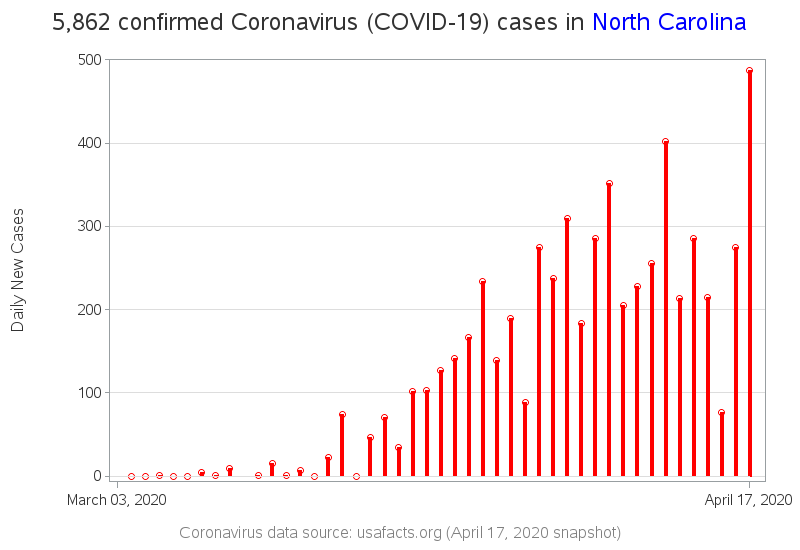 5,862 confirmed Coronavirus (COVID-19) cases in North Carolina
500
400
300
200
100
0
Daily New Cases
March 03, 2020
April 17, 2020
Coronavirus data source: usafacts.org (April 17, 2020 snapshot)